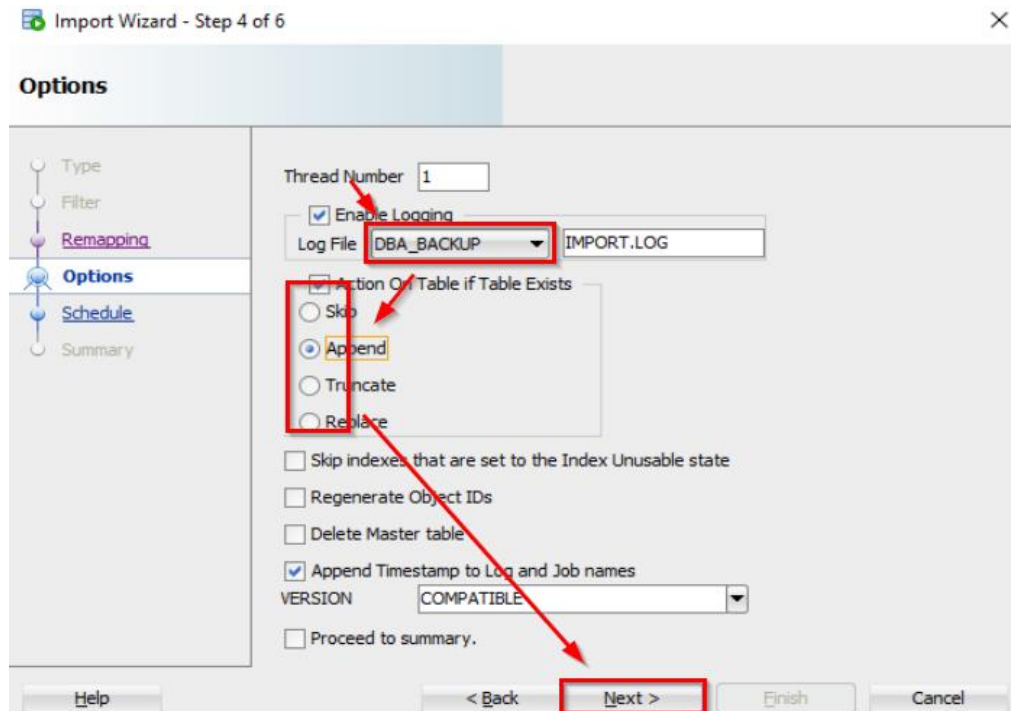 Import Wizard - Step 4 of 6
Options
Type
Filter
Remapping
Options
Schedule
Summary
Thread Number 1
Enable Logging
Log File DBA_BACKUP IMPORT.LOG
Action On Table if Table Exists
Skip
Append
Truncate
Replace
Skip indexes that are set to the Index Unusable state
Regenerate Object IDs
Delete Master table
Append Timestamp to Log and Job names
VERSION COMPATIBLE
Proceed to summary.
Help < Back Next > Finish Cancel